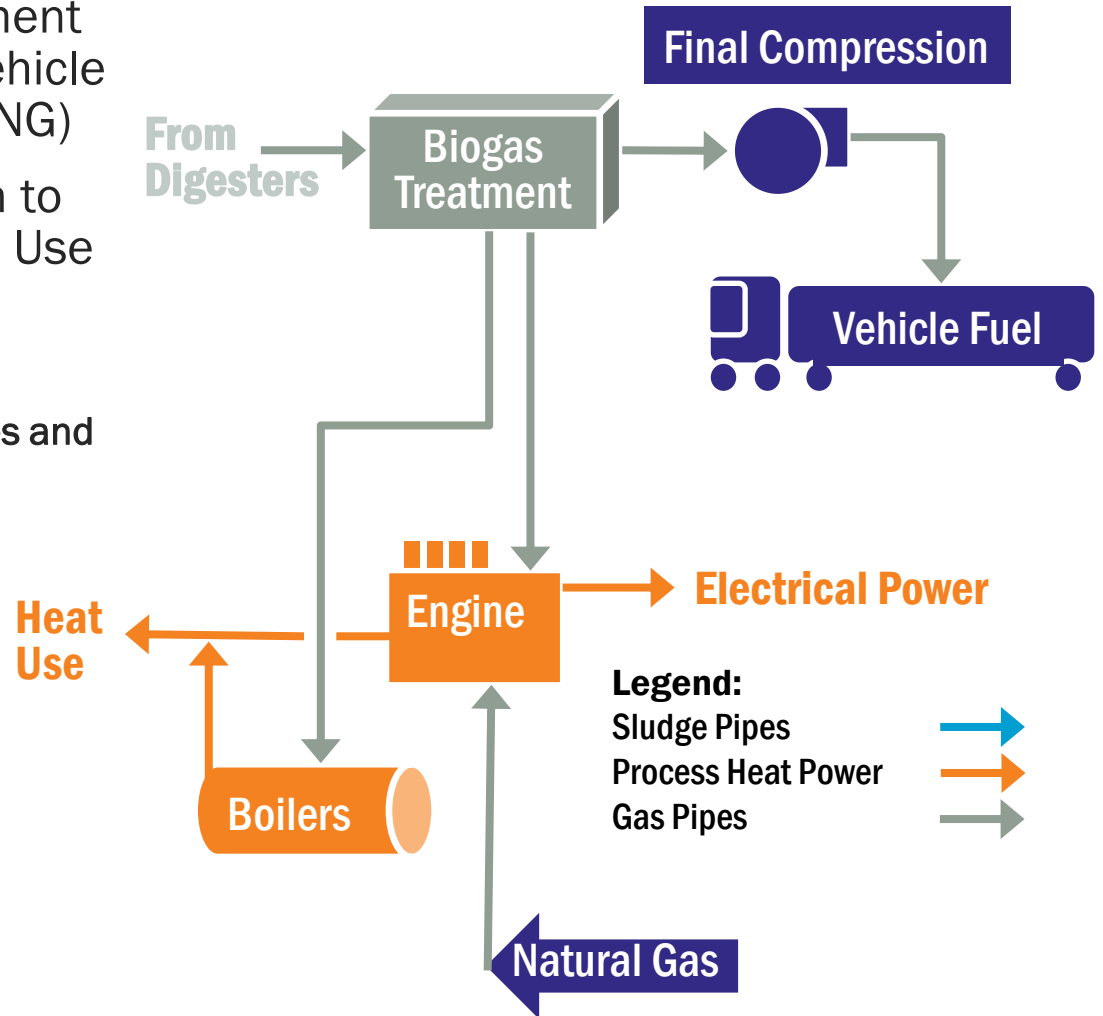 nent
ehicle
NG)
n to
Use
s and
Final Compression
From
Digesters
Biogas
Treatment
Vehicle Fuel
Engine
Electrical Power
Heat
Use
Legend:
Sludge Pipes
Process Heat Power
Gas Pipes
Boilers
Natural Gas